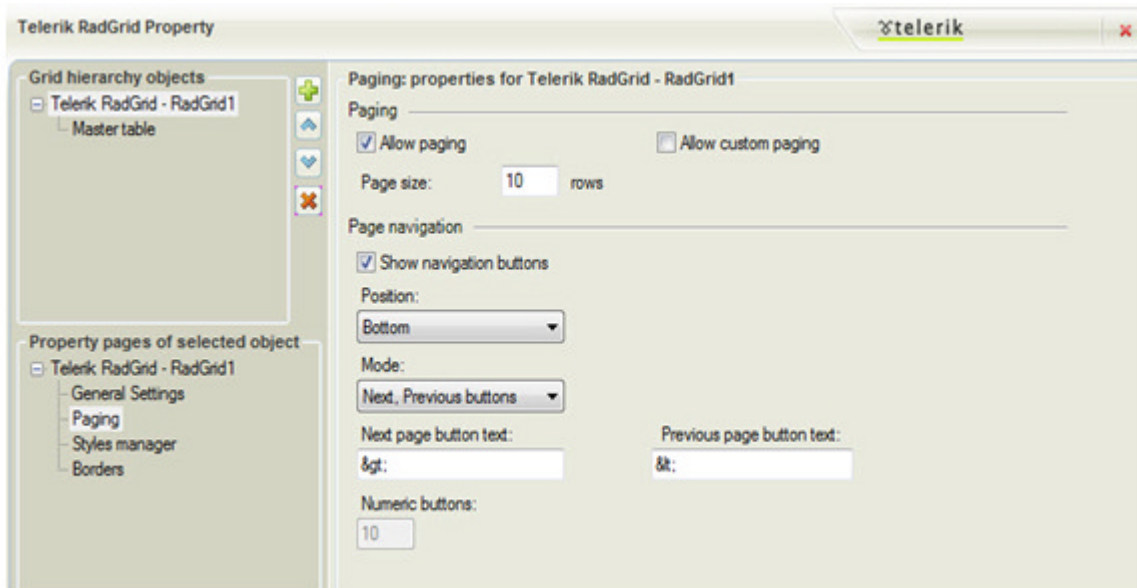 Telerik RadGrid Property
telerik
Grid hierarchy objects
Telerik RadGrid - RadGrid1
Master table
Property pages of selected object
Telerik RadGrid - RadGrid1
General Settings
Paging
Styles manager
Borders
Paging: properties for Telerik RadGrid - RadGrid1
Paging
Allow paging
Allow custom paging
Page size: 10 rows
Page navigation
Show navigation buttons
Position:
Bottom
Mode:
Next, Previous buttons
Next page button text:
&gt;
Previous page button text:
&lt;
Numeric buttons:
10